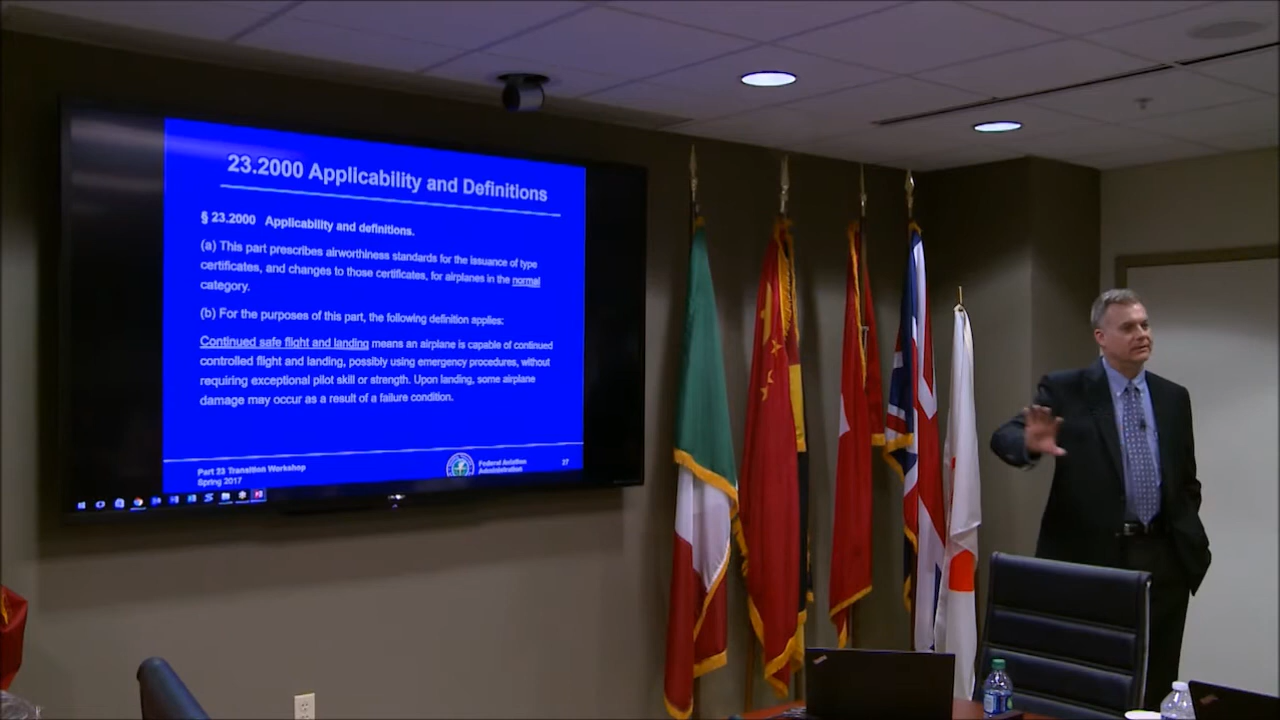 23.2000 Applicability and Definitions
§ 23.2000 Applicability and definitions.
(a) This part prescribes airworthiness standards for the issuance of type
certificates, and changes to those certificates, for airplanes in the normal
category.
(b) For the purposes of this part, the following definition applies:
Continued safe flight and landing means an airplane is capable of continued
controlled flight and landing, possibly using emergency procedures, without
requiring exceptional pilot skill or strength. Upon landing, some airplane
damage may occur as a result of a failure condition.
Part 23 Transition Workshop
Spring 2017
Federal Aviation
Administration
27